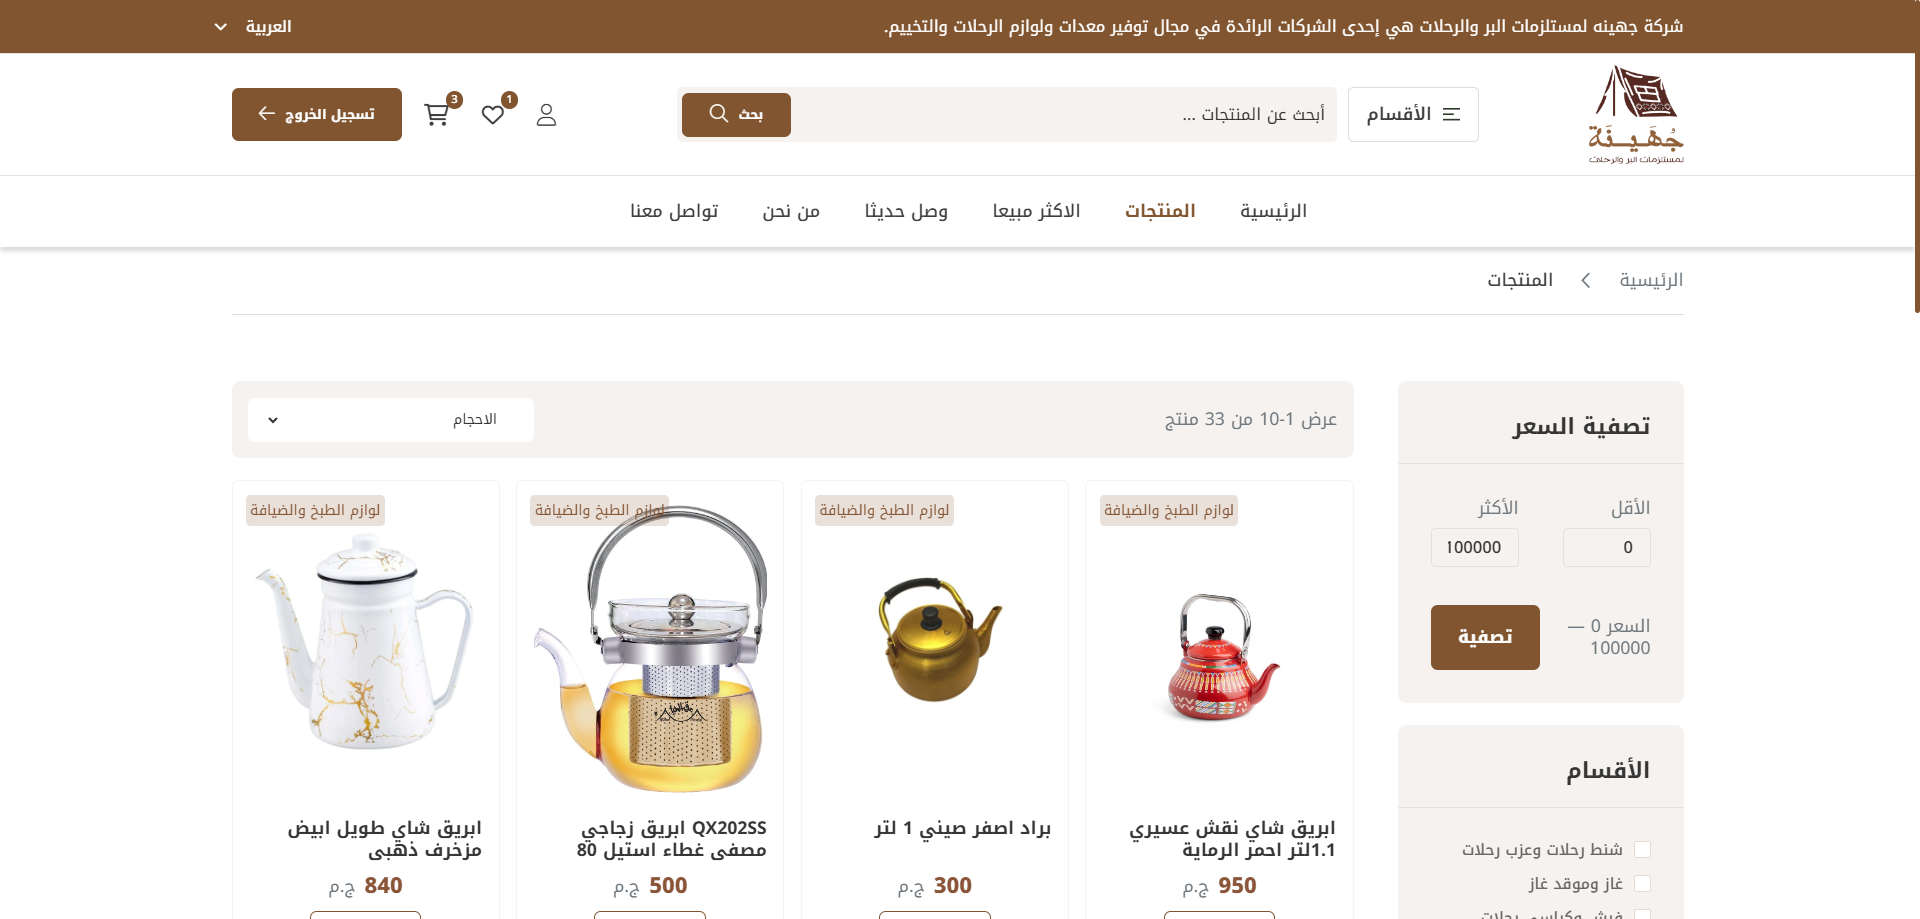 شركة جهينه لمستلزمات البر والرحلات هي إحدى الشركات الرائدة في مجال توفير معدات ولوازم الرحلات والتخييم.
العربية
جُهَينَة
لمستلزمات البر والرحلات
الأقسام
أبحث عن المنتجات ...
بحث
1
3
تسجيل الخروج
الرئيسية
المنتجات
الاكثر مبيعا
وصل حديثا
من نحن
تواصل معنا
الرئيسية
المنتجات
تصفية السعر
الأقل
الأكثر
0
100000
السعر 0 —
100000
تصفية
الأقسام
شنط رحلات وعزب رحلات
غاز وموقد غاز
عرض 1-10 من 33 منتج
الاحجام
لوازم الطبخ والضيافة
ابريق شاي نقش عسيري
1.1لتر احمر الرماية
950 ج.م
لوازم الطبخ والضيافة
براد اصفر صيني 1 لتر
300 ج.م
لوازم الطبخ والضيافة
QX202SS ابريق زجاجي
مصفى غطاء استيل 80
500 ج.م
لوازم الطبخ والضيافة
ابريق شاي طويل ابيض
مزخرف ذهبى
840 ج.م